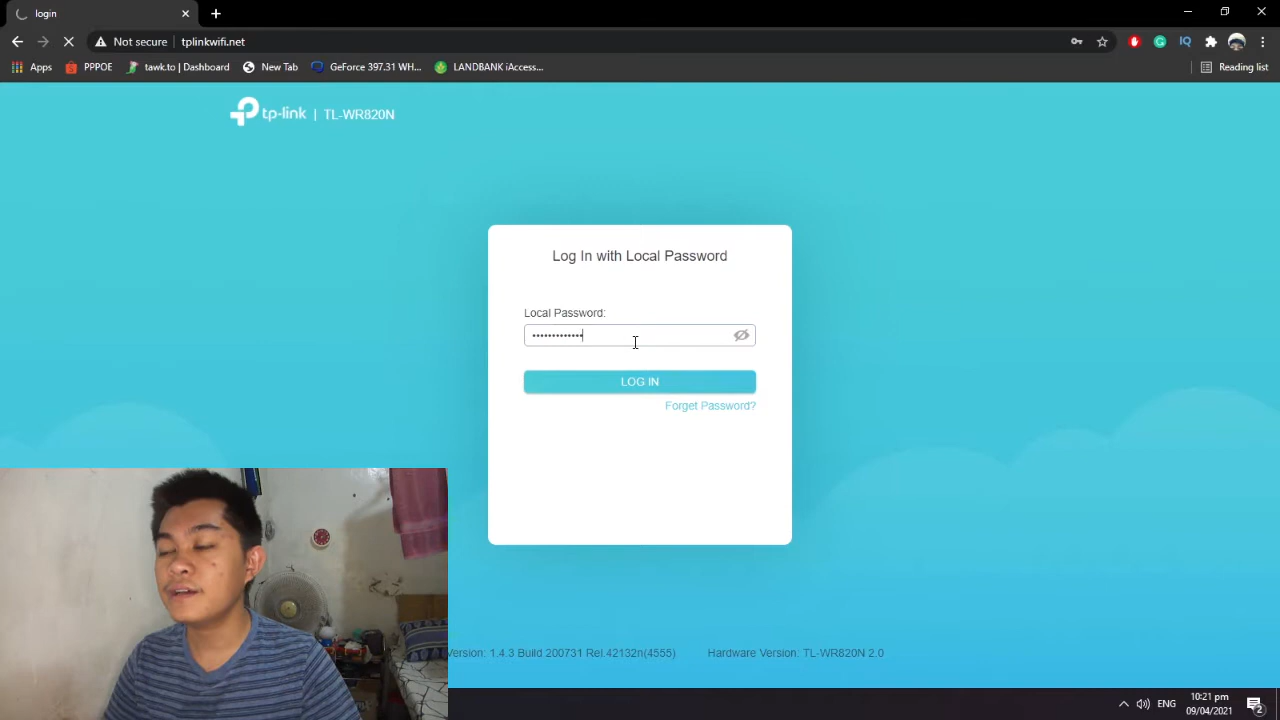 login
Not secure | tplinkwifi.net
Apps PPPOE tawk.to | Dashboard New Tab GeForce 397.31 WH... LANDBANK iAccess... Reading list
tp-link | TL-WR820N
Log In with Local Password
Local Password:
•••••••••••••
LOG IN
Forget Password?
Version: 1.4.3 Build 200731 Rel.42132n(4555) Hardware Version: TL-WR820N 2.0
ENG
10:21 pm
09/04/2021
2